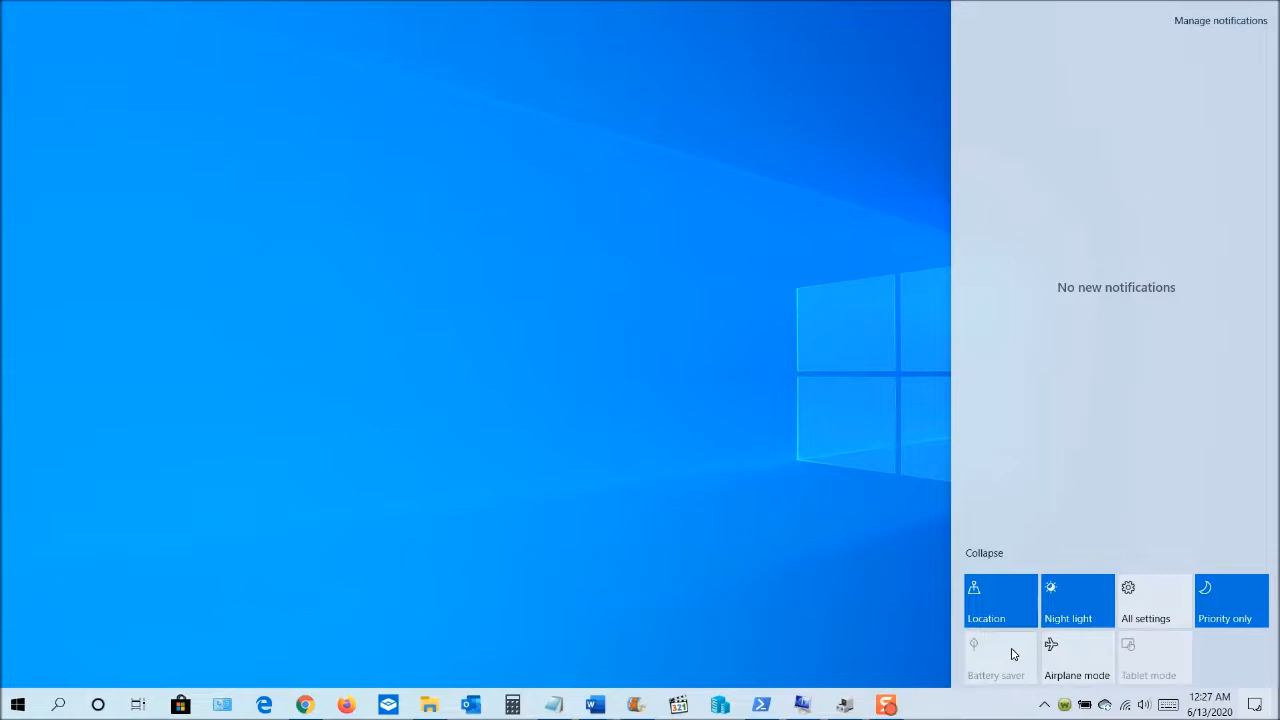 Manage notifications
No new notifications
Collapse
Location
Night light
All settings
Priority only
Battery saver
Airplane mode
Tablet mode
12:27 AM
6/13/2020